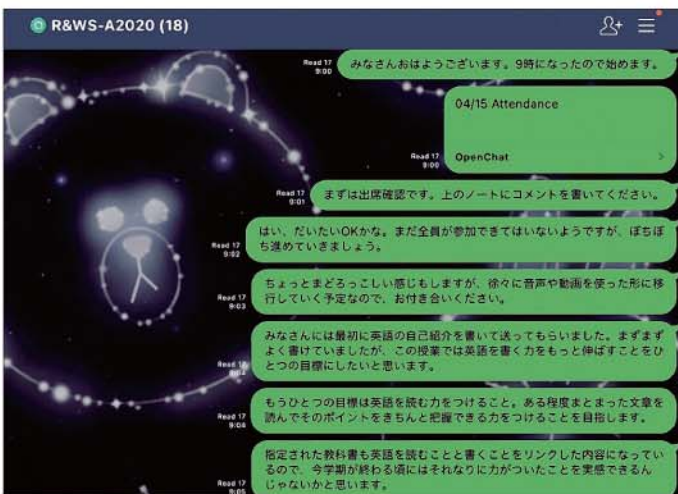 R&WS-A2020 (18)
Read 17
9:00
みなさんおはようございます。9時になったので始めます。
04/15 Attendance
OpenChat
Read 17
9:00
Read 17
9:01
まずは出席確認です。上のノートにコメントを書いてください。
Read 17
9:02
はい、だいたいOKかな。まだ全員が参加できてはいないようですが、ぼちぼ
ち進めていきましょう。
Read 17
9:03
ちょっとまどろっこしい感じもしますが、徐々に音声や動画を使った形に移
行していく予定なので、お付き合いください。
Read 17
9:04
みなさんには最初に英語の自己紹介を書いて送ってもらいました。まずまず
よく書けていましたが、この授業では英語を書く力をもっと伸ばすことをひ
とつの目標にしたいと思います。
Read 17
9:04
もうひとつの目標は英語を読む力をつけること。ある程度まとまった文章を
読んでそのポイントをきちんと把握できる力をつけることを目指します。
Read 17
9:05
指定された教科書も英語を読むことと書くことをリンクした内容になってい
るので、今学期が終わる頃にはそれなりに力がついたことを実感できるん
じゃないかと思います。